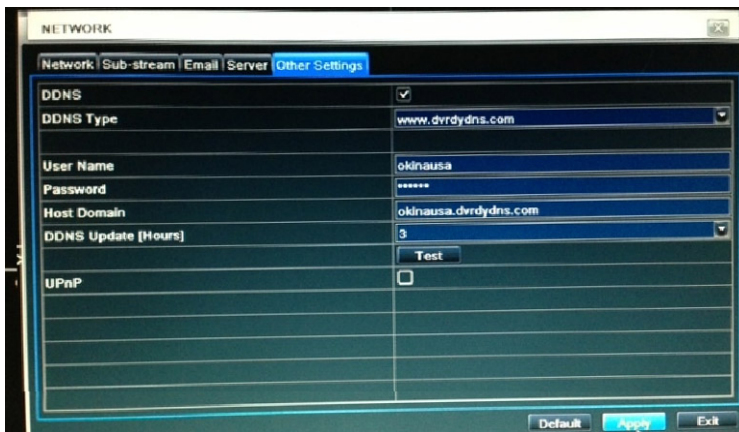 NETWORK
Network Sub-stream Email Server Other Settings
DDNS
DDNS Type www.dvrdydns.com
User Name okinausa
Password ******
Host Domain okinausa.dvrdydns.com
DDNS Update [Hours] 3
Test
UPnP
Default Apply Exit